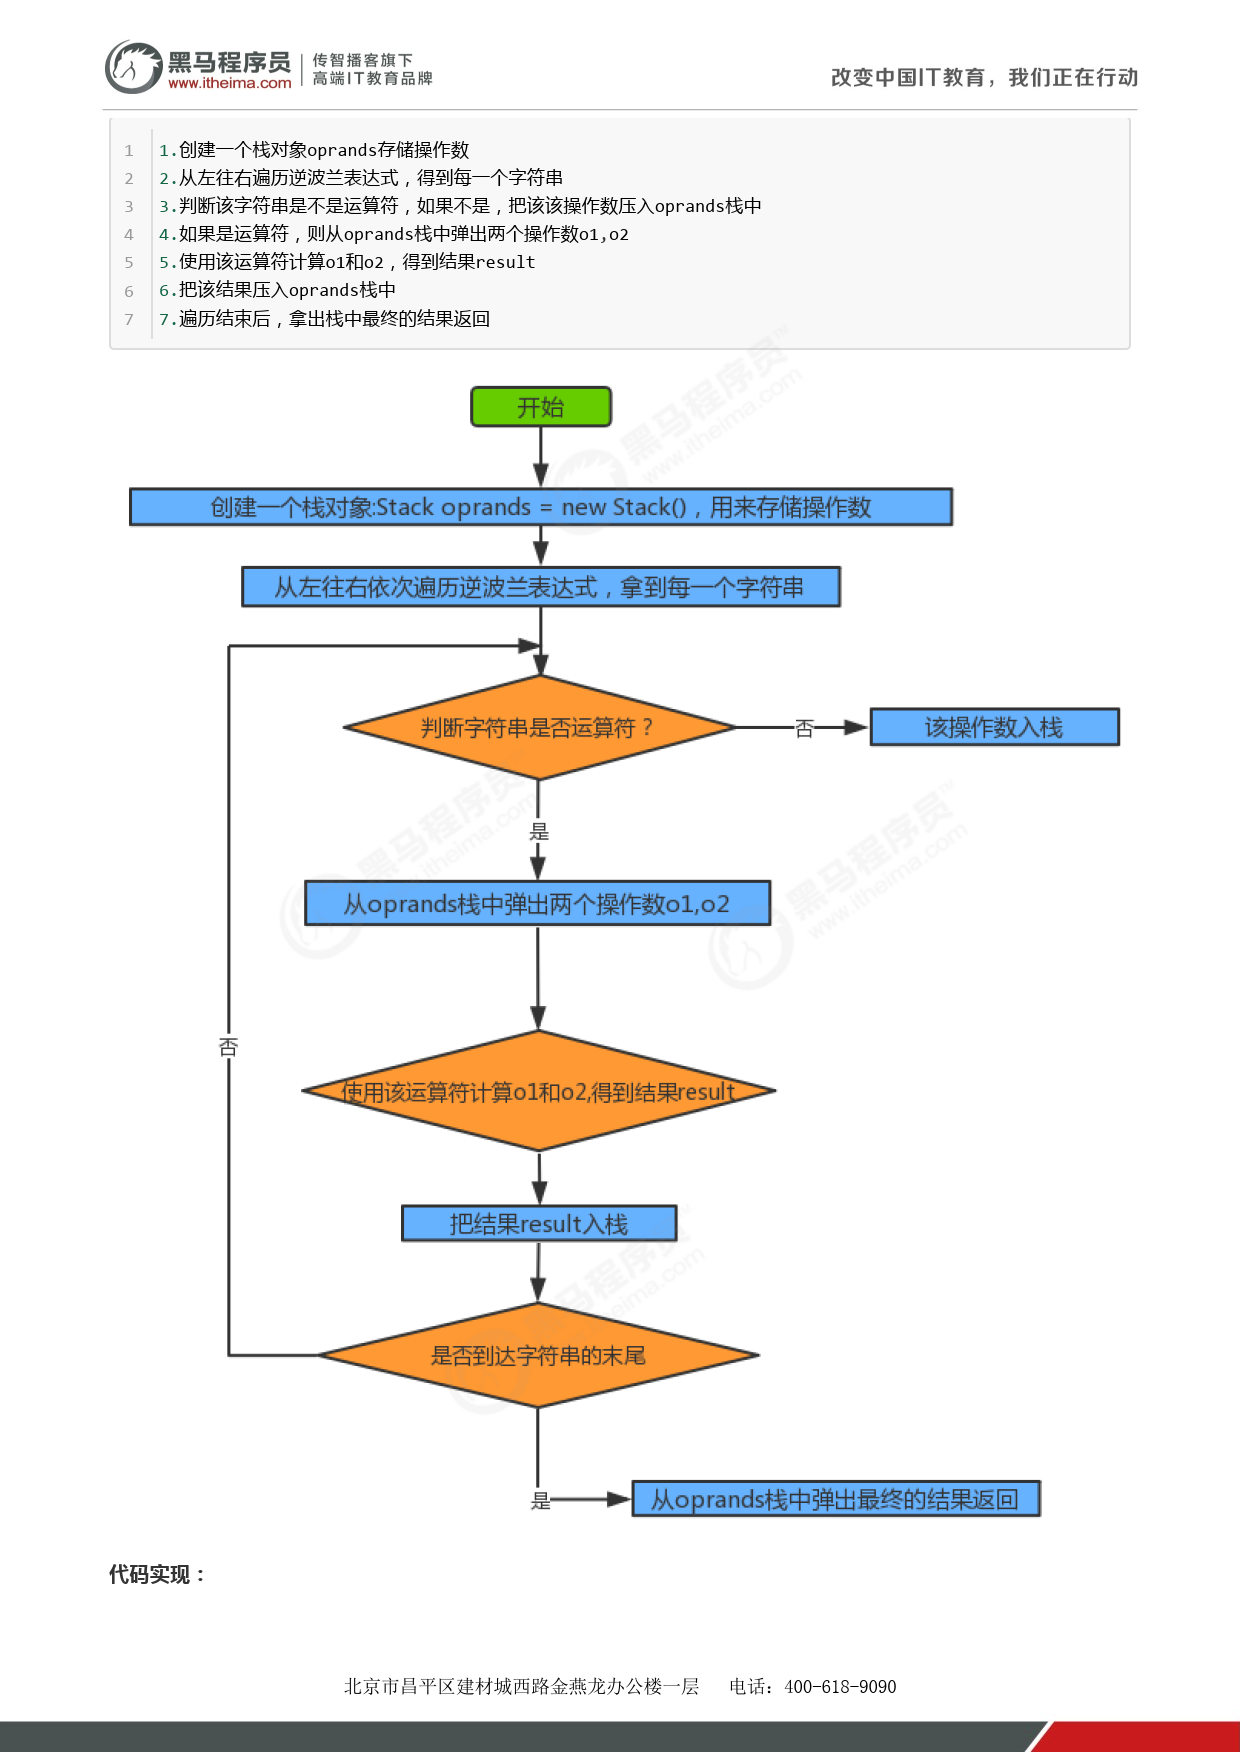 黑马程序员
www.itheima.com
传智播客旗下
高端IT教育品牌
改变中国IT教育，我们正在行动
1 1.创建一个栈对象oprands存储操作数
2 2.从左往右遍历逆波兰表达式，得到每一个字符串
3 3.判断该字符串是不是运算符，如果不是，把该该操作数压入oprands栈中
4 4.如果是运算符，则从oprands栈中弹出两个操作数o1,o2
5 5.使用该运算符计算o1和o2，得到结果result
6 6.把该结果压入oprands栈中
7 7.遍历结束后，拿出栈中最终的结果返回
开始
创建一个栈对象:Stack oprands = new Stack()，用来存储操作数
从左往右依次遍历逆波兰表达式，拿到每一个字符串
判断字符串是否运算符？
否
该操作数入栈
是
从oprands栈中弹出两个操作数o1,o2
否
使用该运算符计算o1和o2,得到结果result
把结果result入栈
是否到达字符串的末尾
是
从oprands栈中弹出最终的结果返回
代码实现：
北京市昌平区建材城西路金燕龙办公楼一层 电话：400-618-9090